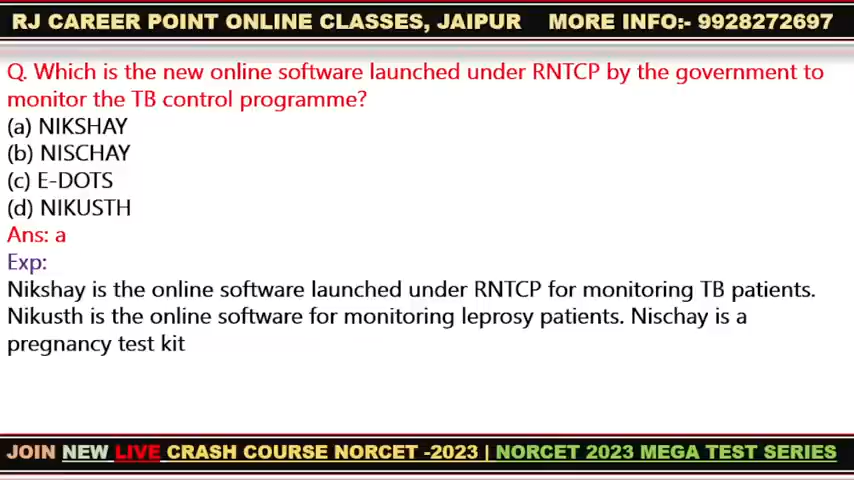 RJ CAREER POINT ONLINE CLASSES, JAIPUR MORE INFO:- 9928272697
Q. Which is the new online software launched under RNTCP by the government to
monitor the TB control programme?
(a) NIKSHAY
(b) NISCHAY
(c) E-DOTS
(d) NIKUSTH
Ans: a
Exp:
Nikshay is the online software launched under RNTCP for monitoring TB patients.
Nikusth is the online software for monitoring leprosy patients. Nischay is a
pregnancy test kit
JOIN NEW LIVE CRASH COURSE NORCET -2023 | NORCET 2023 MEGA TEST SERIES